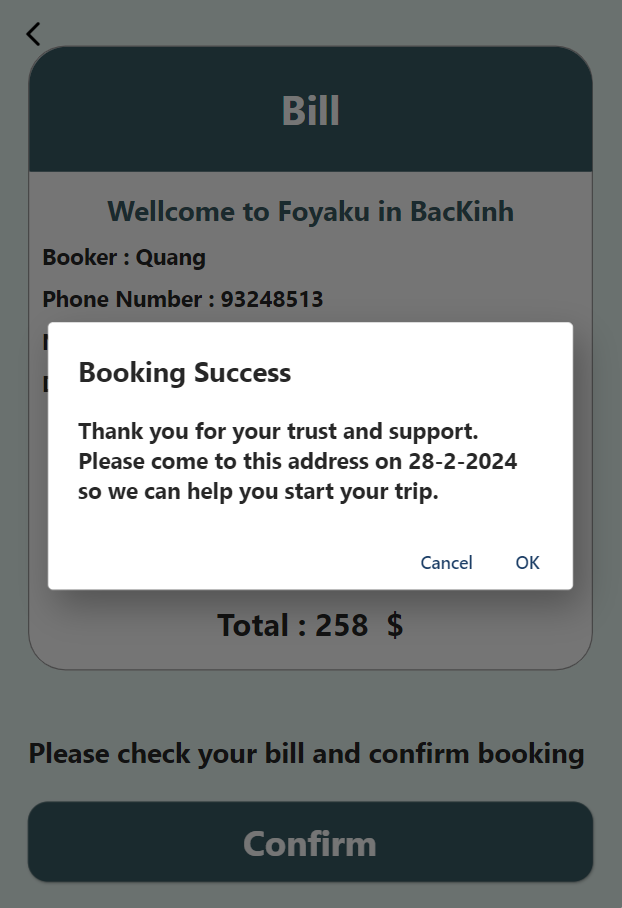 Bill
Wellcome to Foyaku in BacKinh
Booker : Quang
Phone Number : 93248513
Booking Success
Thank you for your trust and support.
Please come to this address on 28-2-2024
so we can help you start your trip.
Cancel OK
Total : 258 $
Please check your bill and confirm booking
Confirm